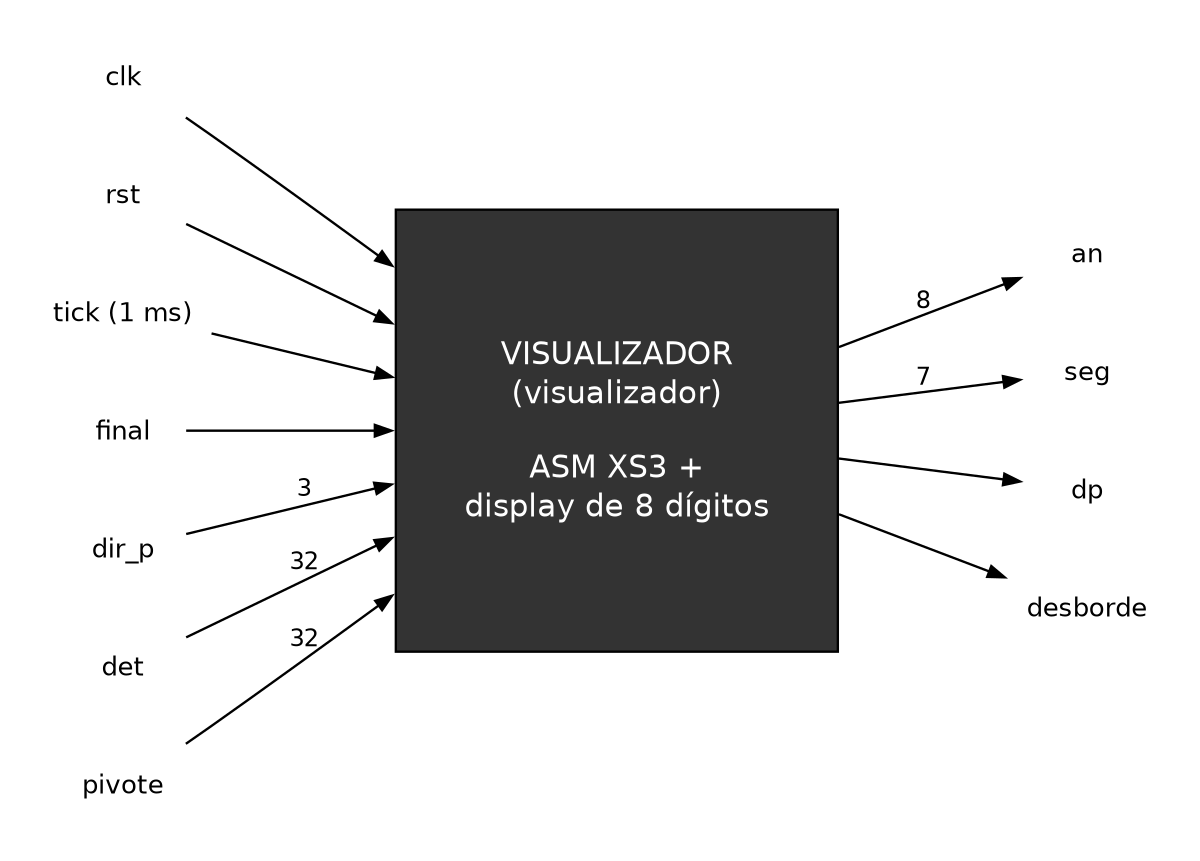 clk
rst
tick (1 ms)
final
3
dir_p
32
det
32
pivote
VISUALIZADOR
(visualizador)
ASM XS3 +
display de 8 dígitos
8
an
7
seg
dp
desborde